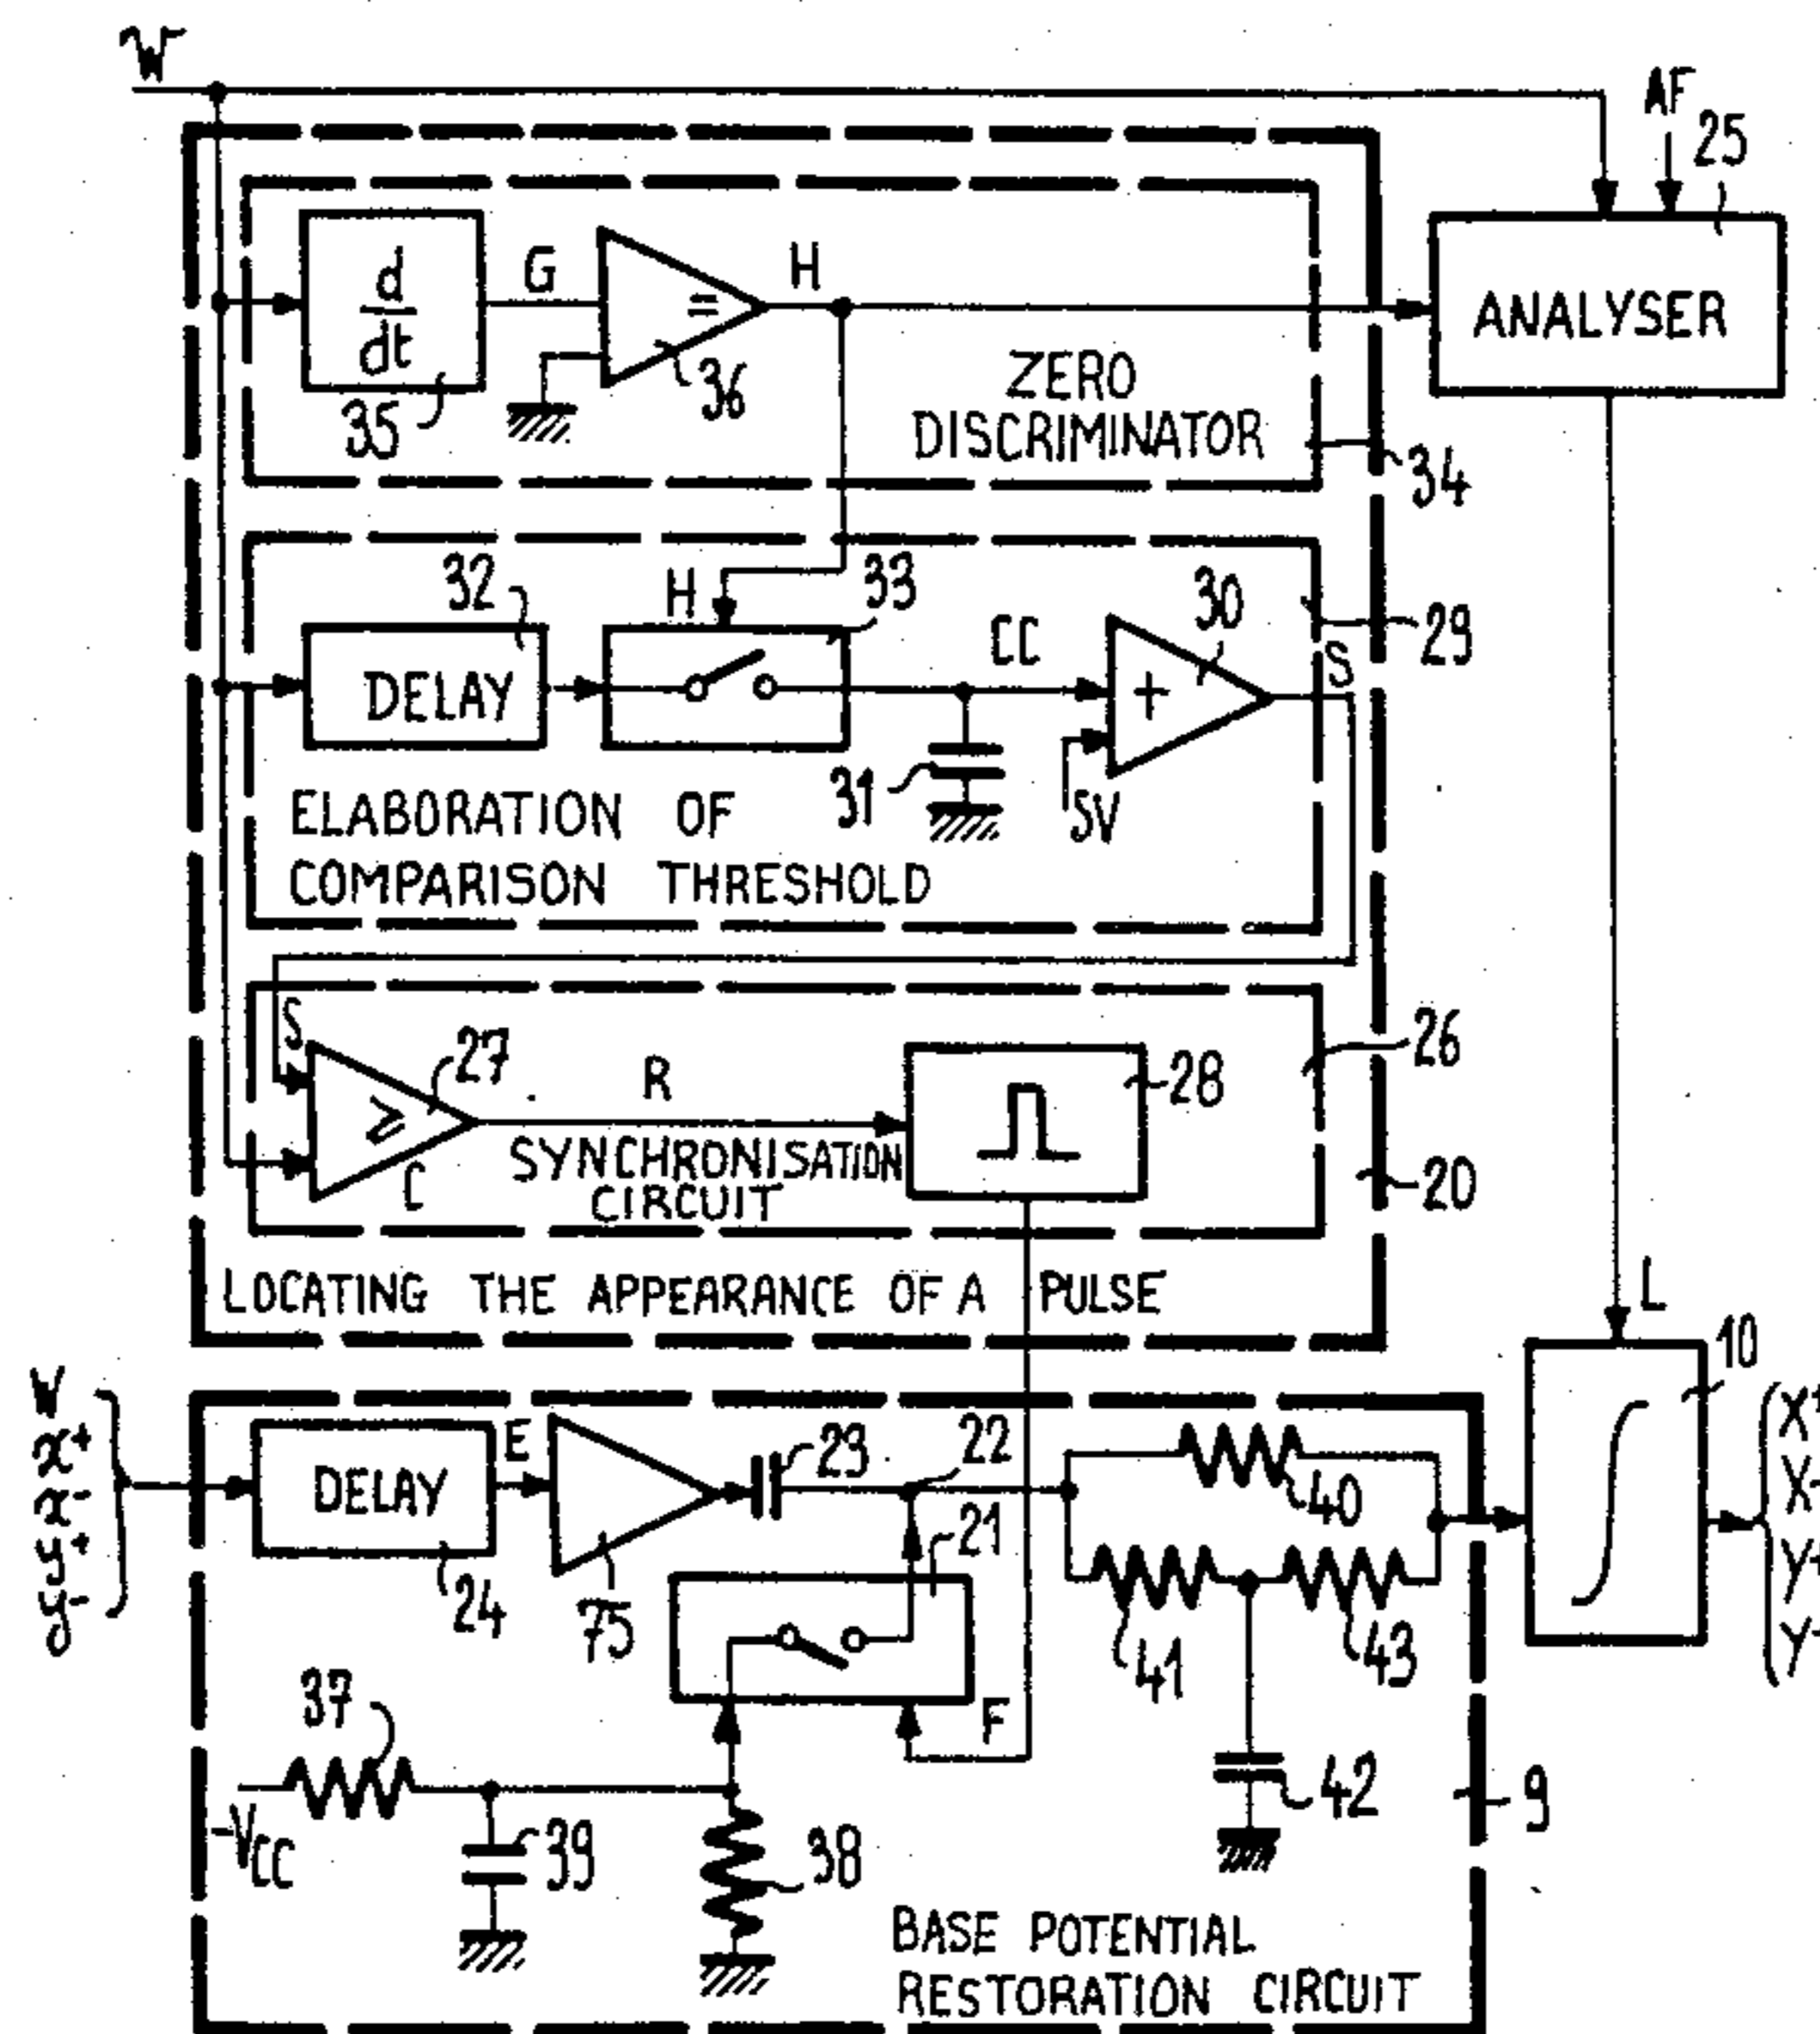 W
AF
25
d
dt
G
=
H
ANALYSER
35
36
ZERO
DISCRIMINATOR
34
32
H
33
CC
30
29
S
DELAY
+
31
SV
ELABORATION OF
COMPARISON THRESHOLD
S
27
R
28
26
≥
C
SYNCHRONISATION
CIRCUIT
20
LOCATING THE APPEARANCE OF A PULSE
L
10
W
x+
x-
y+
y-
DELAY
E
23
22
24
75
21
40
41
43
X+
X-
Y+
Y-
37
F
42
9
-VCC
39
38
BASE POTENTIAL
RESTORATION CIRCUIT